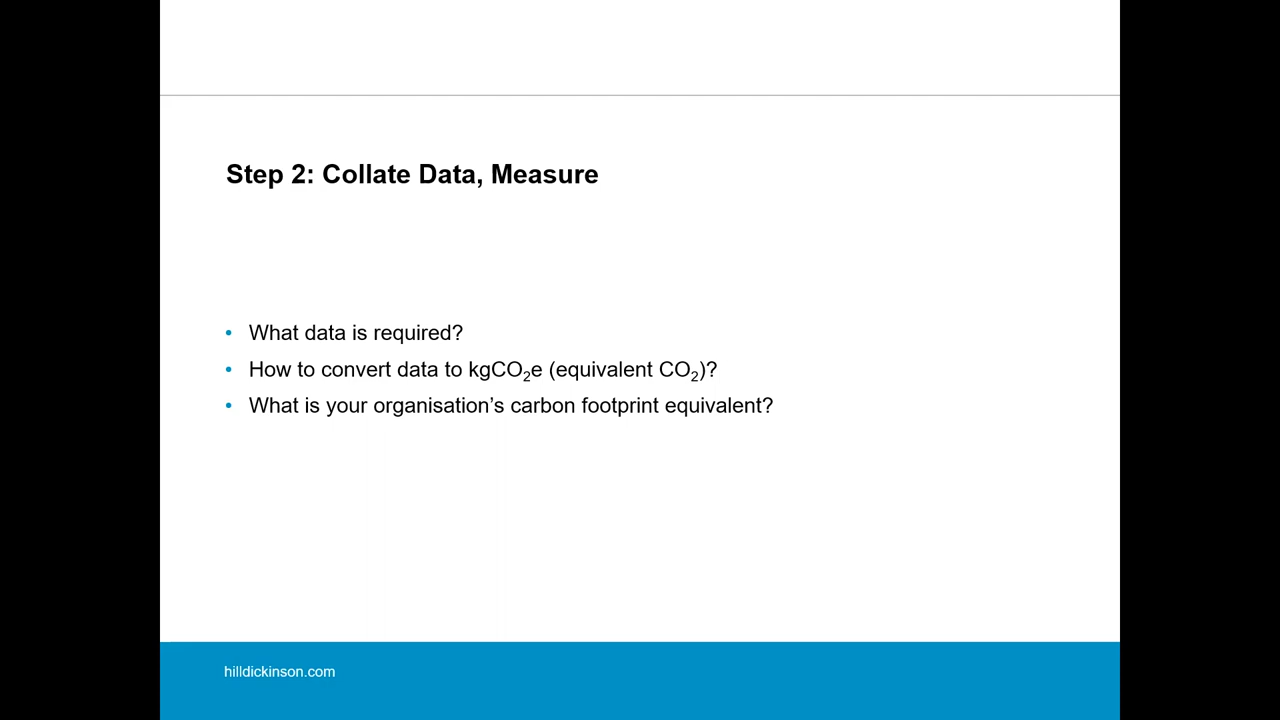 Step 2: Collate Data, Measure
• What data is required?
• How to convert data to kgCO₂e (equivalent CO₂)?
• What is your organisation’s carbon footprint equivalent?
hilldickinson.com